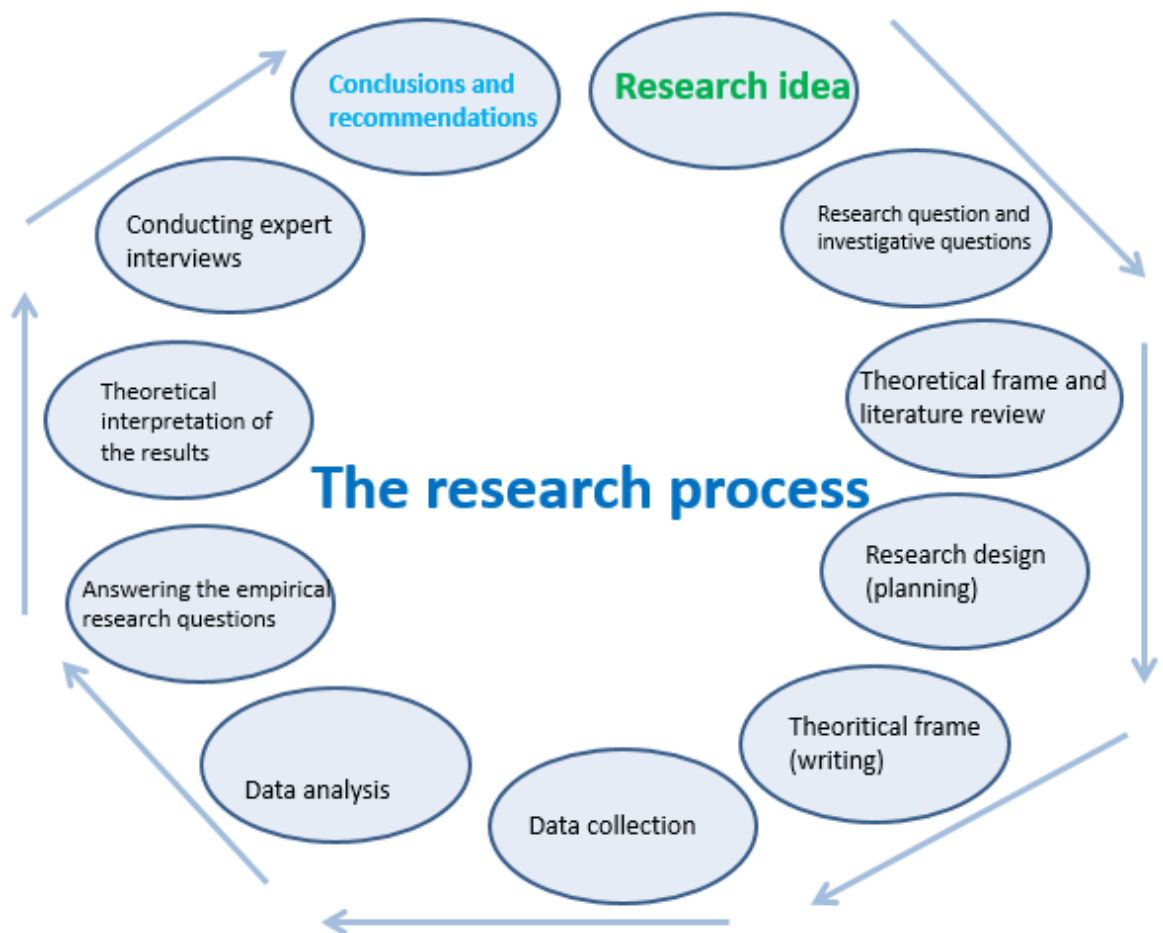 The research process
Research idea
Research question and
investigative questions
Theoretical frame and
literature review
Research design
(planning)
Theoritical frame
(writing)
Data collection
Data analysis
Answering the empirical
research questions
Theoretical
interpretation of
the results
Conducting expert
interviews
Conclusions and
recommendations